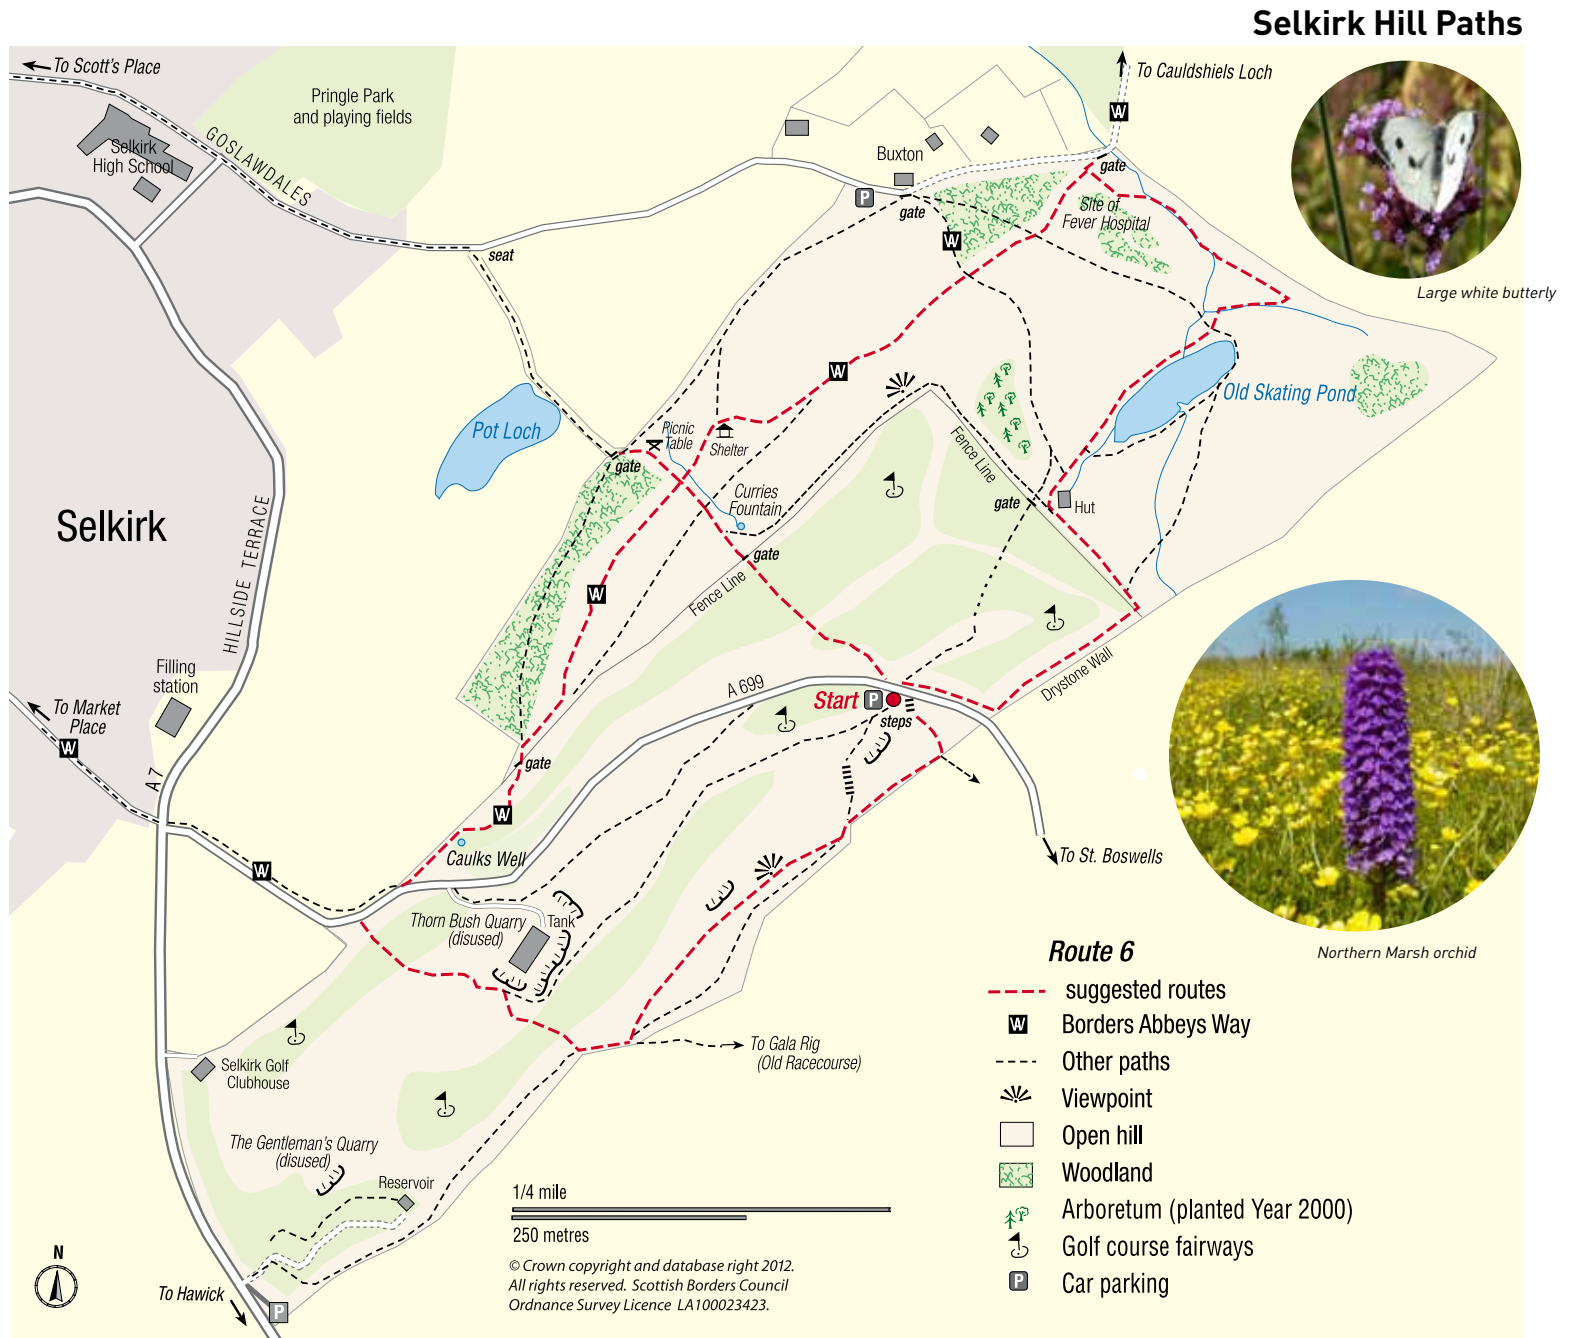 Selkirk Hill Paths
To Scott's Place
To Cauldshiels Loch
Pringle Park
and playing fields
Selkirk
High School
GOSLAWDALES
Buxton
gate
P
W
gate
W
Site of
Fever Hospital
seat
Large white butterly
W
Old Skating Pond
Pot Loch
Picnic
Table
Shelter
gate
Fence Line
Curries
Fountain
gate
Hut
Selkirk
HILLSIDE TERRACE
gate
Fence Line
W
Filling
station
Drystone Wall
A 699
Start
P
steps
To Market
Place
W
A 7
gate
W
Caulks Well
To St. Boswells
W
Thorn Bush Quarry
(disused)
Tank
Northern Marsh orchid
Selkirk Golf
Clubhouse
To Gala Rig
(Old Racecourse)
The Gentleman's Quarry
(disused)
Reservoir
N
To Hawick
P
1/4 mile
250 metres
© Crown copyright and database right 2012.
All rights reserved. Scottish Borders Council
Ordnance Survey Licence LA100023423.
Route 6
suggested routes
W Borders Abbeys Way
Other paths
Viewpoint
Open hill
Woodland
Arboretum (planted Year 2000)
Golf course fairways
P Car parking